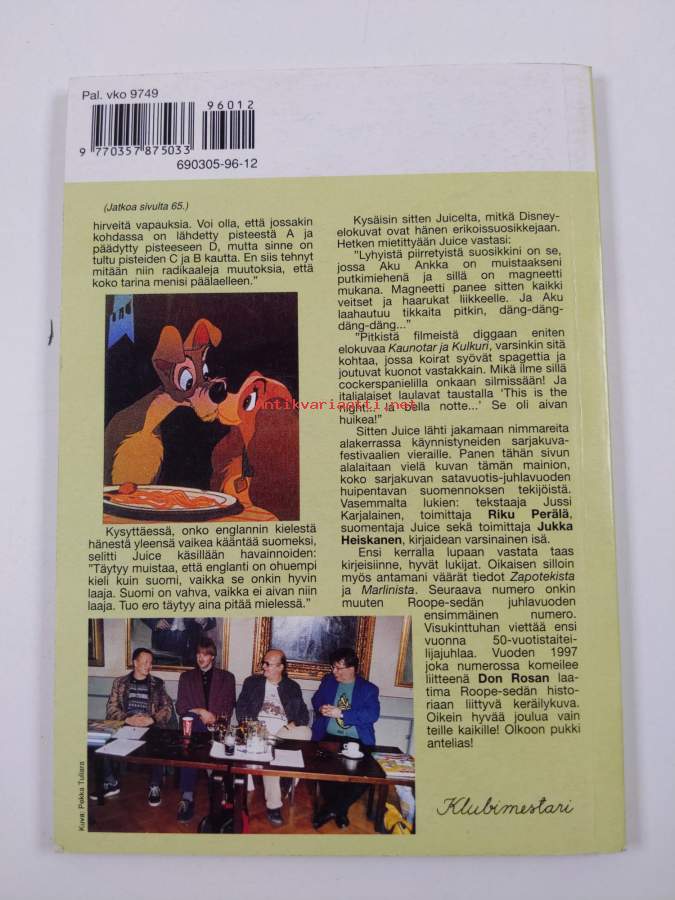 Pal. vko 9749
96012
9 770357 875033
690305-96-12
(Jatkoa sivulta 65.)
hirveitä vapauksia. Voi olla, että jossakin
kohdassa on lähdetty pisteestä A ja
päädytty pisteeseen D, mutta sinne on
tultu pisteiden C ja B kautta. En siis tehnyt
mitään niin radikaaleja muutoksia, että
koko tarina menisi päälaelleen.”
Kysyttäessä, onko englannin kielestä
hänestä yleensä vaikea kääntää suomeksi,
selitti Juice käsillään havainnoiden:
”Täytyy muistaa, että englanti on ohuempi
kieli kuin suomi, vaikka se onkin hyvin
laaja. Suomi on vahva, vaikka ei aivan niin
laaja. Tuo ero täytyy aina pitää mielessä.”
Kysäisin sitten Juicelta, mitkä Disney-
elokuvat ovat hänen erikoissuosikkejaan.
Hetken mietittyään Juice vastasi:
”Lyhyistä piirretyistä suosikkini on se,
jossa Aku Ankka on muistaakseni
putkimiehenä ja sillä on magneetti
mukana. Magneetti panee sitten kaikki
veitset ja haarukat liikkeelle. Ja Aku
laahautuu tikkaita pitkin, däng-däng-
däng-däng...”
”Pitkistä filmeistä diggaan eniten
elokuvaa Kaunotar ja Kulkuri, varsinkin sitä
kohtaa, jossa koirat syövät spagettia ja
joutuvat kuonot vastakkain. Mikä ilme sillä
cockerspanielilla onkaan silmissään! Ja
italialaiset laulavat taustalla ’This is the
night... la bella notte...’ Se oli aivan
huikea!”
Sitten Juice lähti jakamaan nimmareita
alakerrassa käynnistyneiden sarjakuva-
festivaalien vieraille. Panen tähän sivun
alalaitaan vielä kuvan tämän mainion,
koko sarjakuvan satavuotis-juhlavuoden
huipentavan suomennoksen tekijöistä.
Vasemmalta lukien: tekstaaja Jussi
Karjalainen, toimittaja Riku Perälä,
suomentaja Juice sekä toimittaja Jukka
Heiskanen, kirjaidean varsinainen isä.
Ensi kerralla lupaan vastata taas
kirjeisiinne, hyvät lukijat. Oikaisen silloin
myös antamani väärät tiedot Zapotekista
ja Marlinista. Seuraava numero onkin
muuten Roope-sedän juhlavuoden
ensimmäinen numero.
Visukinttuhan viettää ensi
vuonna 50-vuotistaitei-
lijajuhlaa. Vuoden 1997
joka numerossa komeilee
liitteenä Don Rosan laa-
tima Roope-sedän histo-
riaan liittyvä keräilykuva.
Oikein hyvää joulua vain
teille kaikille! Olkoon pukki
antelias!
Klubimestari
Kuva: Pekka Tuliara
antikvariaatti.net